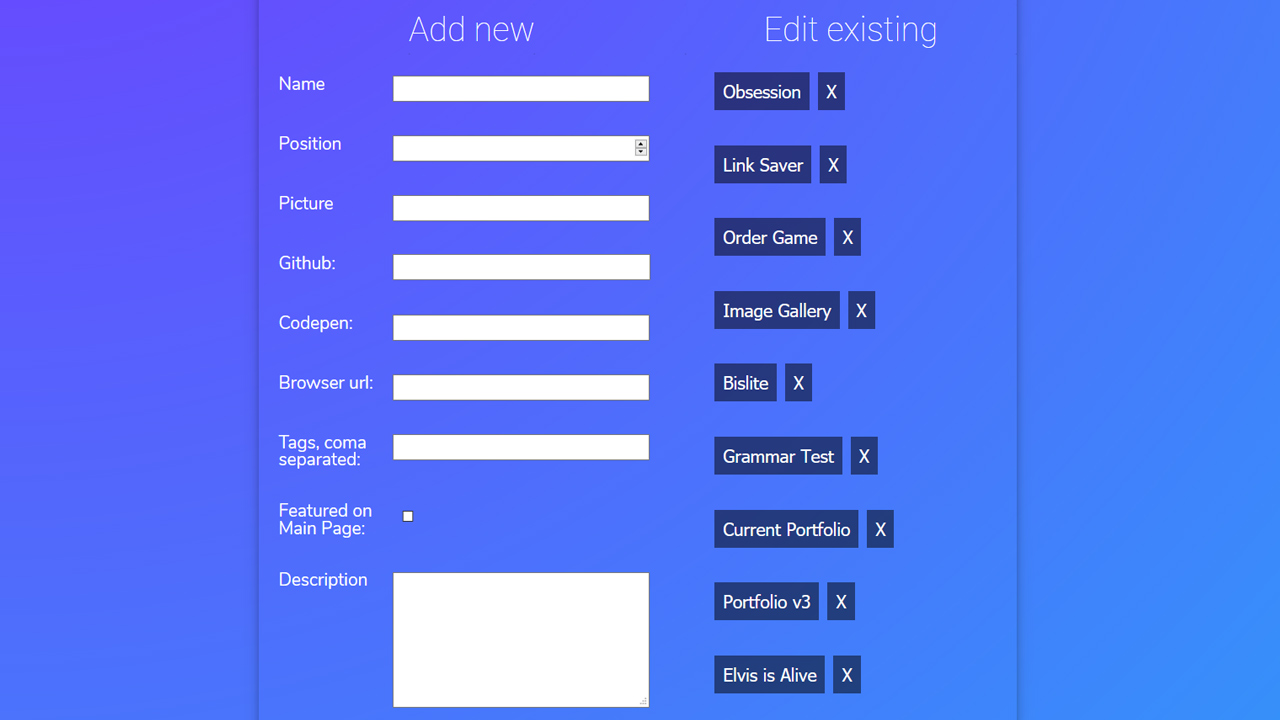 Add new
Name
Position
Picture
Github:
Codepen:
Browser url:
Tags, coma
separated:
Featured on
Main Page:
Description
Edit existing
Obsession X
Link Saver X
Order Game X
Image Gallery X
Bislite X
Grammar Test X
Current Portfolio X
Portfolio v3 X
Elvis is Alive X